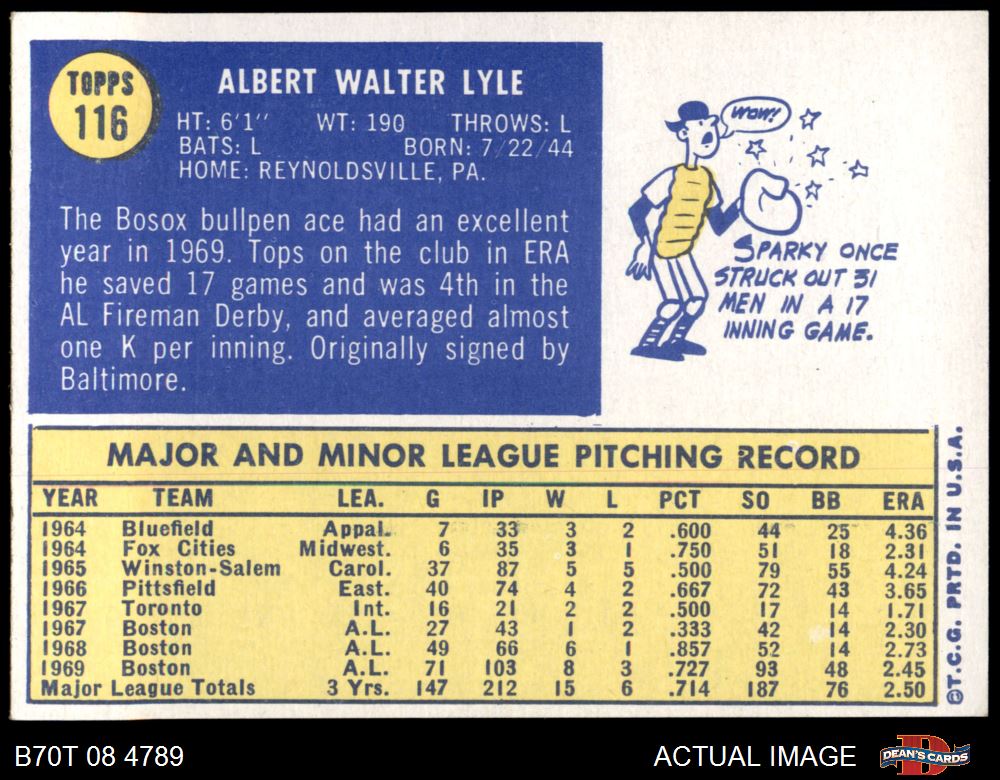 TOPPS
116
ALBERT WALTER LYLE
HT: 6'1" WT: 190 THROWS: L
BATS: L BORN: 7/22/44
HOME: REYNOLDSVILLE, PA.
The Bosox bullpen ace had an excellent
year in 1969. Tops on the club in ERA
he saved 17 games and was 4th in the
AL Fireman Derby, and averaged almost
one K per inning. Originally signed by
Baltimore.
WOW!
SPARKY ONCE
STRUCK OUT 31
MEN IN A 17
INNING GAME.
MAJOR AND MINOR LEAGUE PITCHING RECORD
YEAR TEAM LEA. G IP W L PCT SO BB ERA
1964 Bluefield Appal. 7 33 3 2 .600 44 25 4.36
1964 Fox Cities Midwest. 6 35 3 1 .750 51 18 2.31
1965 Winston-Salem Carol. 37 87 5 5 .500 79 55 4.24
1966 Pittsfield East. 40 74 4 2 .667 72 43 3.65
1967 Toronto Int. 16 21 2 2 .500 17 14 1.71
1967 Boston A.L. 27 43 1 2 .333 42 14 2.30
1968 Boston A.L. 49 66 6 1 .857 52 14 2.73
1969 Boston A.L. 71 103 8 3 .727 93 48 2.45
Major League Totals 3 Yrs. 147 212 15 6 .714 187 76 2.50
©T.C.G. PRTD. IN U.S.A.
B70T 08 4789
ACTUAL IMAGE
DEAN'S CARDS